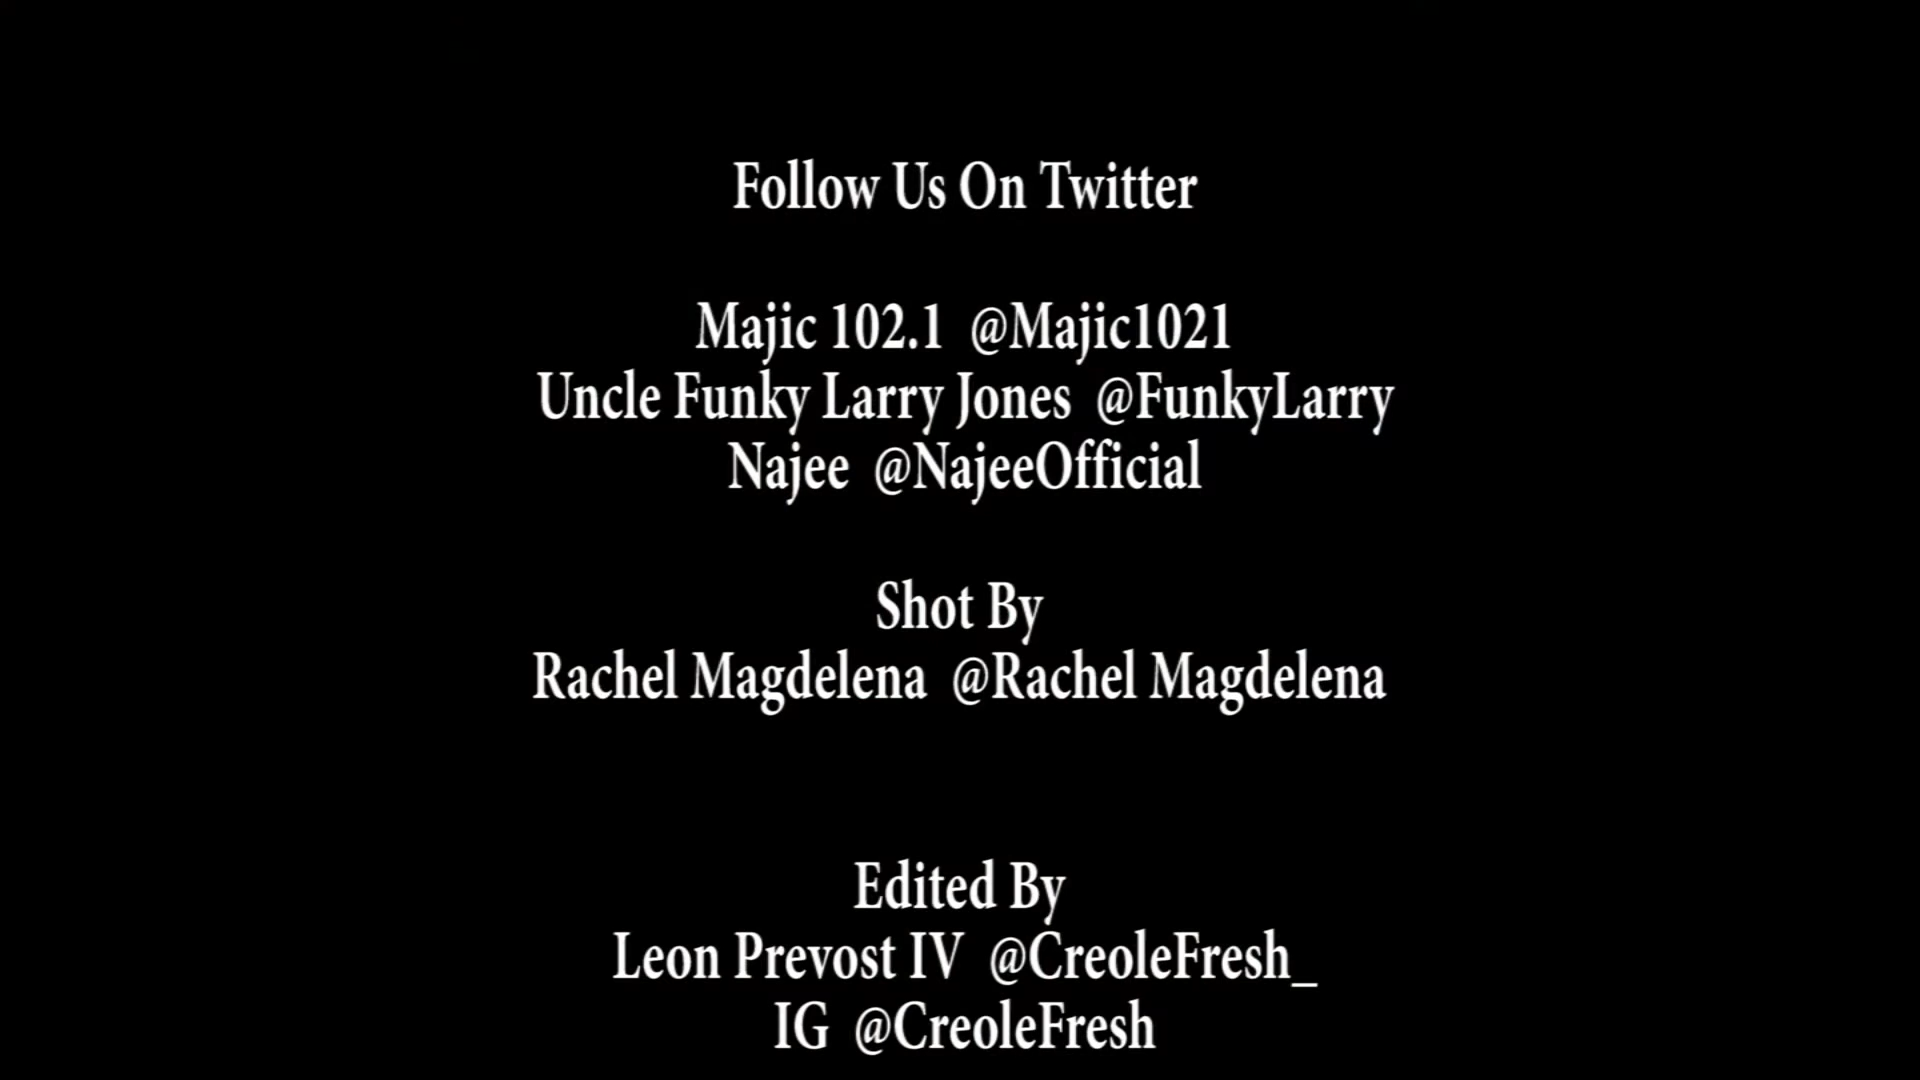 Follow Us On Twitter
Majic 102.1 @Majic1021
Uncle Funky Larry Jones @FunkyLarry
Najee @NajeeOfficial
Shot By
Rachel Magdelena @Rachel Magdelena
Edited By
Leon Prevost IV @CreoleFresh_
IG @CreoleFresh